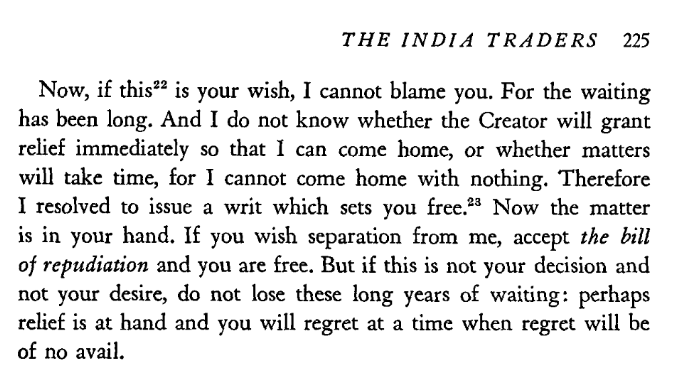 THE INDIA TRADERS 225
Now, if this²² is your wish, I cannot blame you. For the waiting
has been long. And I do not know whether the Creator will grant
relief immediately so that I can come home, or whether matters
will take time, for I cannot come home with nothing. Therefore
I resolved to issue a writ which sets you free.²³ Now the matter
is in your hand. If you wish separation from me, accept the bill
of repudiation and you are free. But if this is not your decision and
not your desire, do not lose these long years of waiting: perhaps
relief is at hand and you will regret at a time when regret will be
of no avail.